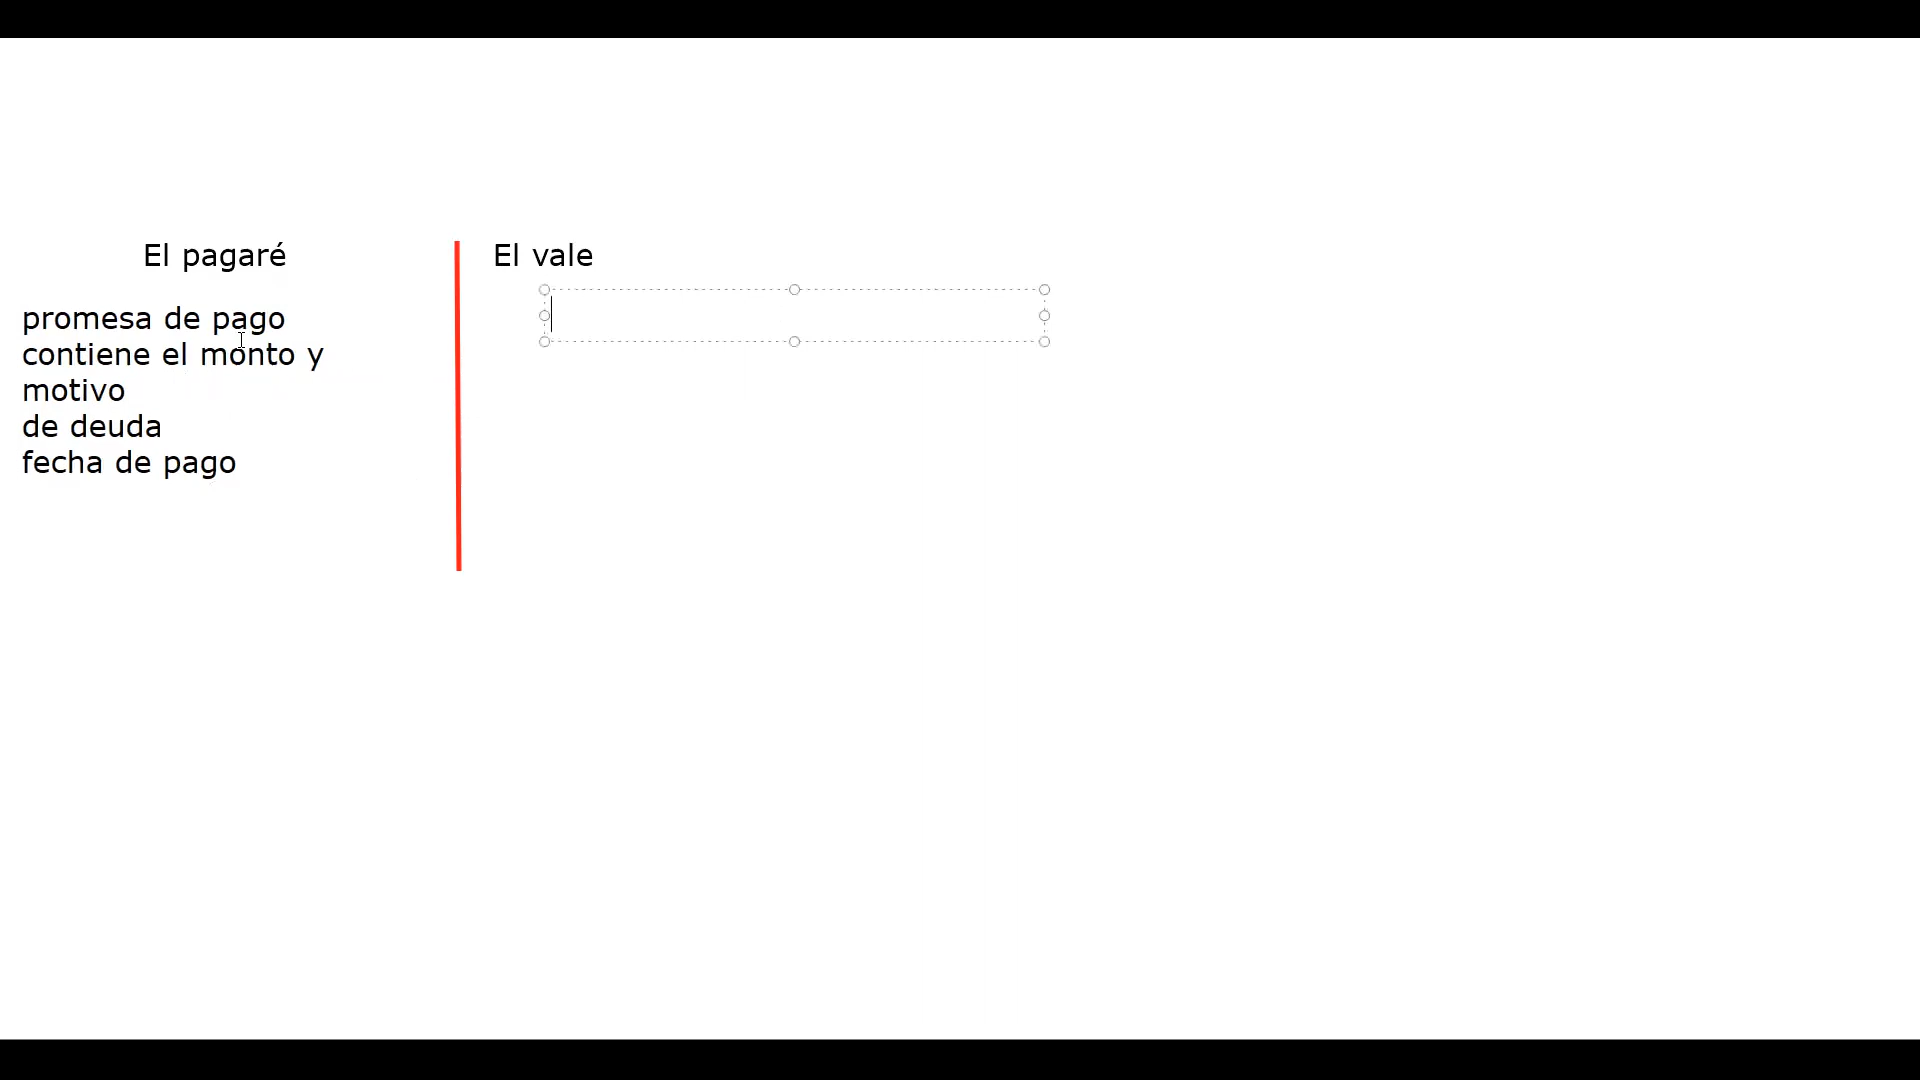 El pagaré
promesa de pago
contiene el monto y
motivo
de deuda
fecha de pago
El vale